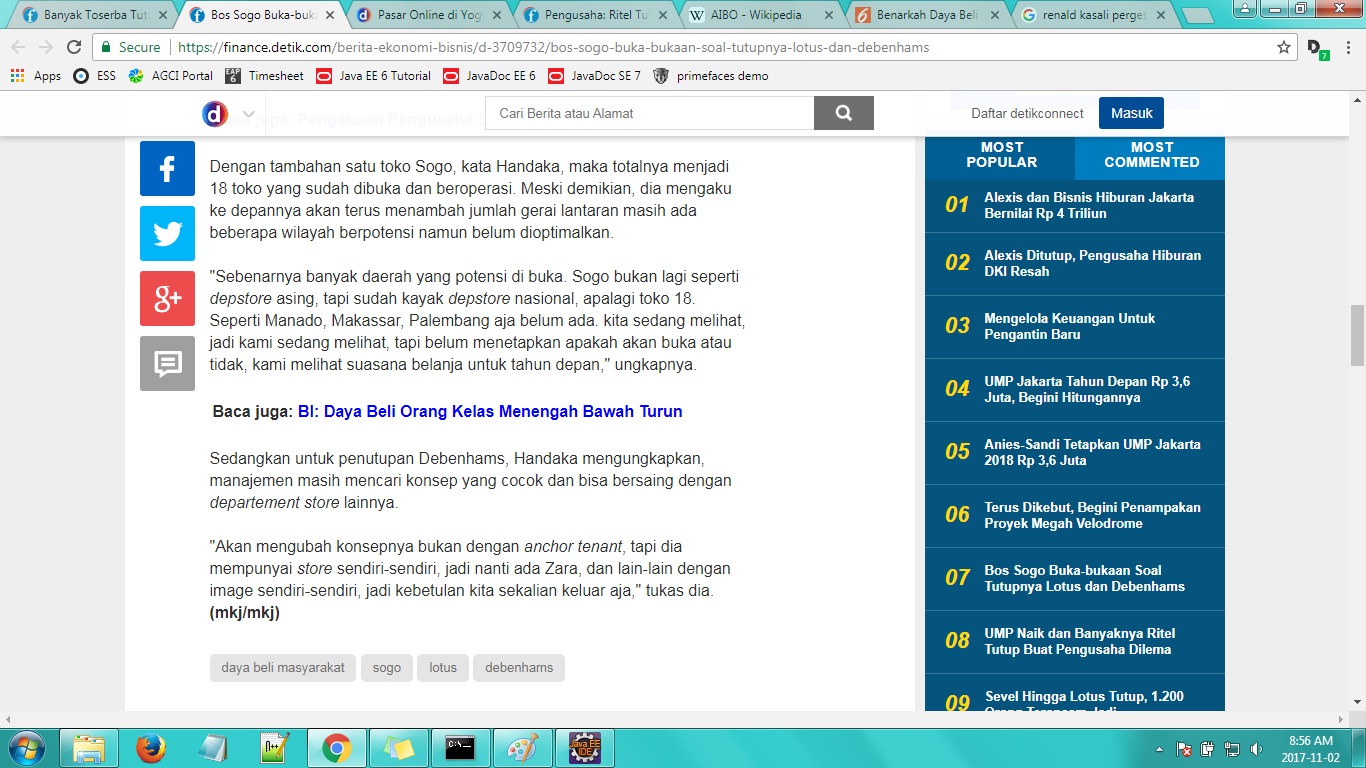 Banyak Toserba Tut
Bos Sogo Buka-buk
Pasar Online di Yog
Pengusaha: Ritel Tu
AIBO - Wikipedia
Benarkah Daya Beli
renald kasali perges
Secure
https://finance.detik.com/berita-ekonomi-bisnis/d-3709732/bos-sogo-buka-bukaan-soal-tutupnya-lotus-dan-debenhams
7
Apps
ESS
AGCI Portal
EAP 6
Timesheet
Java EE 6 Tutorial
JavaDoc EE 6
JavaDoc SE 7
primefaces demo
d
Cari Berita atau Alamat
Daftar detikconnect
Masuk
Dengan tambahan satu toko Sogo, kata Handaka, maka totalnya menjadi
18 toko yang sudah dibuka dan beroperasi. Meski demikian, dia mengaku
ke depannya akan terus menambah jumlah gerai lantaran masih ada
beberapa wilayah berpotensi namun belum dioptimalkan.
"Sebenarnya banyak daerah yang potensi di buka. Sogo bukan lagi seperti
depstore asing, tapi sudah kayak depstore nasional, apalagi toko 18.
Seperti Manado, Makassar, Palembang aja belum ada. kita sedang melihat,
jadi kami sedang melihat, tapi belum menetapkan apakah akan buka atau
tidak, kami melihat suasana belanja untuk tahun depan," ungkapnya.
Baca juga: BI: Daya Beli Orang Kelas Menengah Bawah Turun
Sedangkan untuk penutupan Debenhams, Handaka mengungkapkan,
manajemen masih mencari konsep yang cocok dan bisa bersaing dengan
departement store lainnya.
"Akan mengubah konsepnya bukan dengan anchor tenant, tapi dia
mempunyai store sendiri-sendiri, jadi nanti ada Zara, dan lain-lain dengan
image sendiri-sendiri, jadi kebetulan kita sekalian keluar aja," tukas dia.
(mkj/mkj)
daya beli masyarakat
sogo
lotus
debenhams
MOST
POPULAR
MOST
COMMENTED
01
Alexis dan Bisnis Hiburan Jakarta
Bernilai Rp 4 Triliun
02
Alexis Ditutup, Pengusaha Hiburan
DKI Resah
03
Mengelola Keuangan Untuk
Pengantin Baru
04
UMP Jakarta Tahun Depan Rp 3,6
Juta, Begini Hitungannya
05
Anies-Sandi Tetapkan UMP Jakarta
2018 Rp 3,6 Juta
06
Terus Dikebut, Begini Penampakan
Proyek Megah Velodrome
07
Bos Sogo Buka-bukaan Soal
Tutupnya Lotus dan Debenhams
08
UMP Naik dan Banyaknya Ritel
Tutup Buat Pengusaha Dilema
09
Sevel Hingga Lotus Tutup, 1.200
Java EE
IDE
8:56 AM
2017-11-02